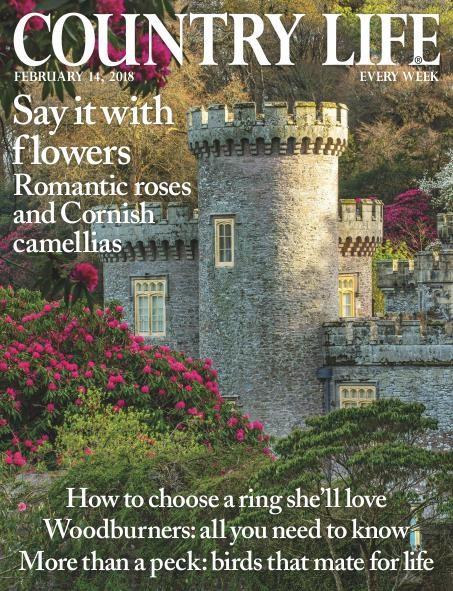 COUNTRY LIFE®
FEBRUARY 14, 2018
EVERY WEEK
Say it with
flowers
Romantic roses
and Cornish
camellias
How to choose a ring she'll love
Woodburners: all you need to know
More than a peck: birds that mate for life